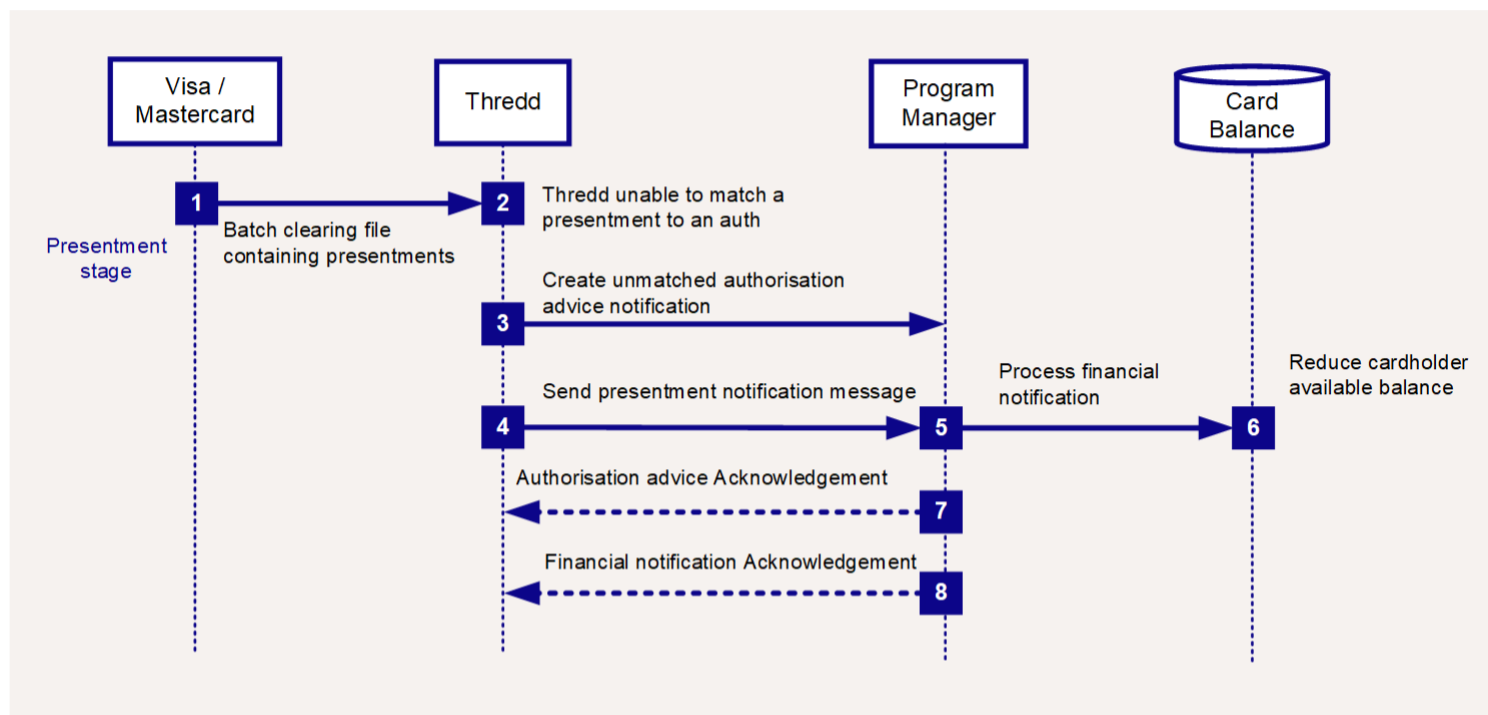 Visa /
Mastercard
Thredd
Program
Manager
Card
Balance
1
2
Thredd unable to match a
presentment to an auth
Presentment
stage
Batch clearing file
containing presentments
Create unmatched authorisation
advice notification
3
Send presentment notification message
4
5
Process financial
notification
6
Reduce cardholder
available balance
Authorisation advice Acknowledgement
7
Financial notification Acknowledgement
8